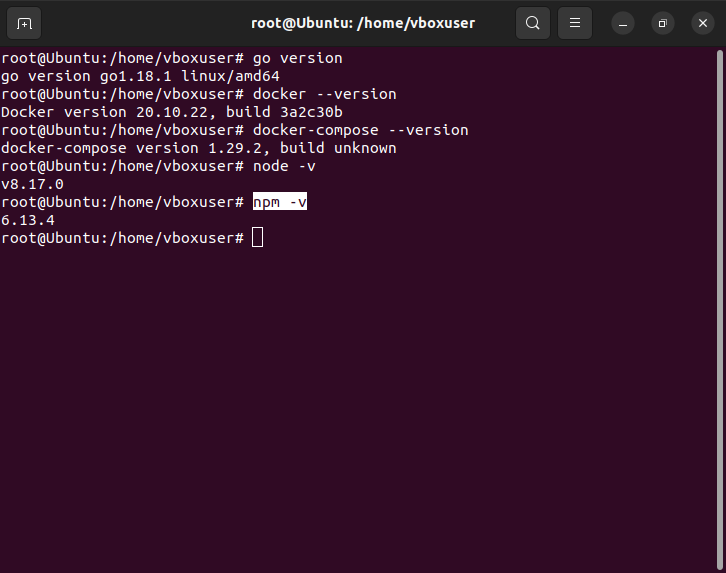 root@Ubuntu: /home/vboxuser
root@Ubuntu:/home/vboxuser# go version
go version go1.18.1 linux/amd64
root@Ubuntu:/home/vboxuser# docker --version
Docker version 20.10.22, build 3a2c30b
root@Ubuntu:/home/vboxuser# docker-compose --version
docker-compose version 1.29.2, build unknown
root@Ubuntu:/home/vboxuser# node -v
v8.17.0
root@Ubuntu:/home/vboxuser# npm -v
6.13.4
root@Ubuntu:/home/vboxuser#